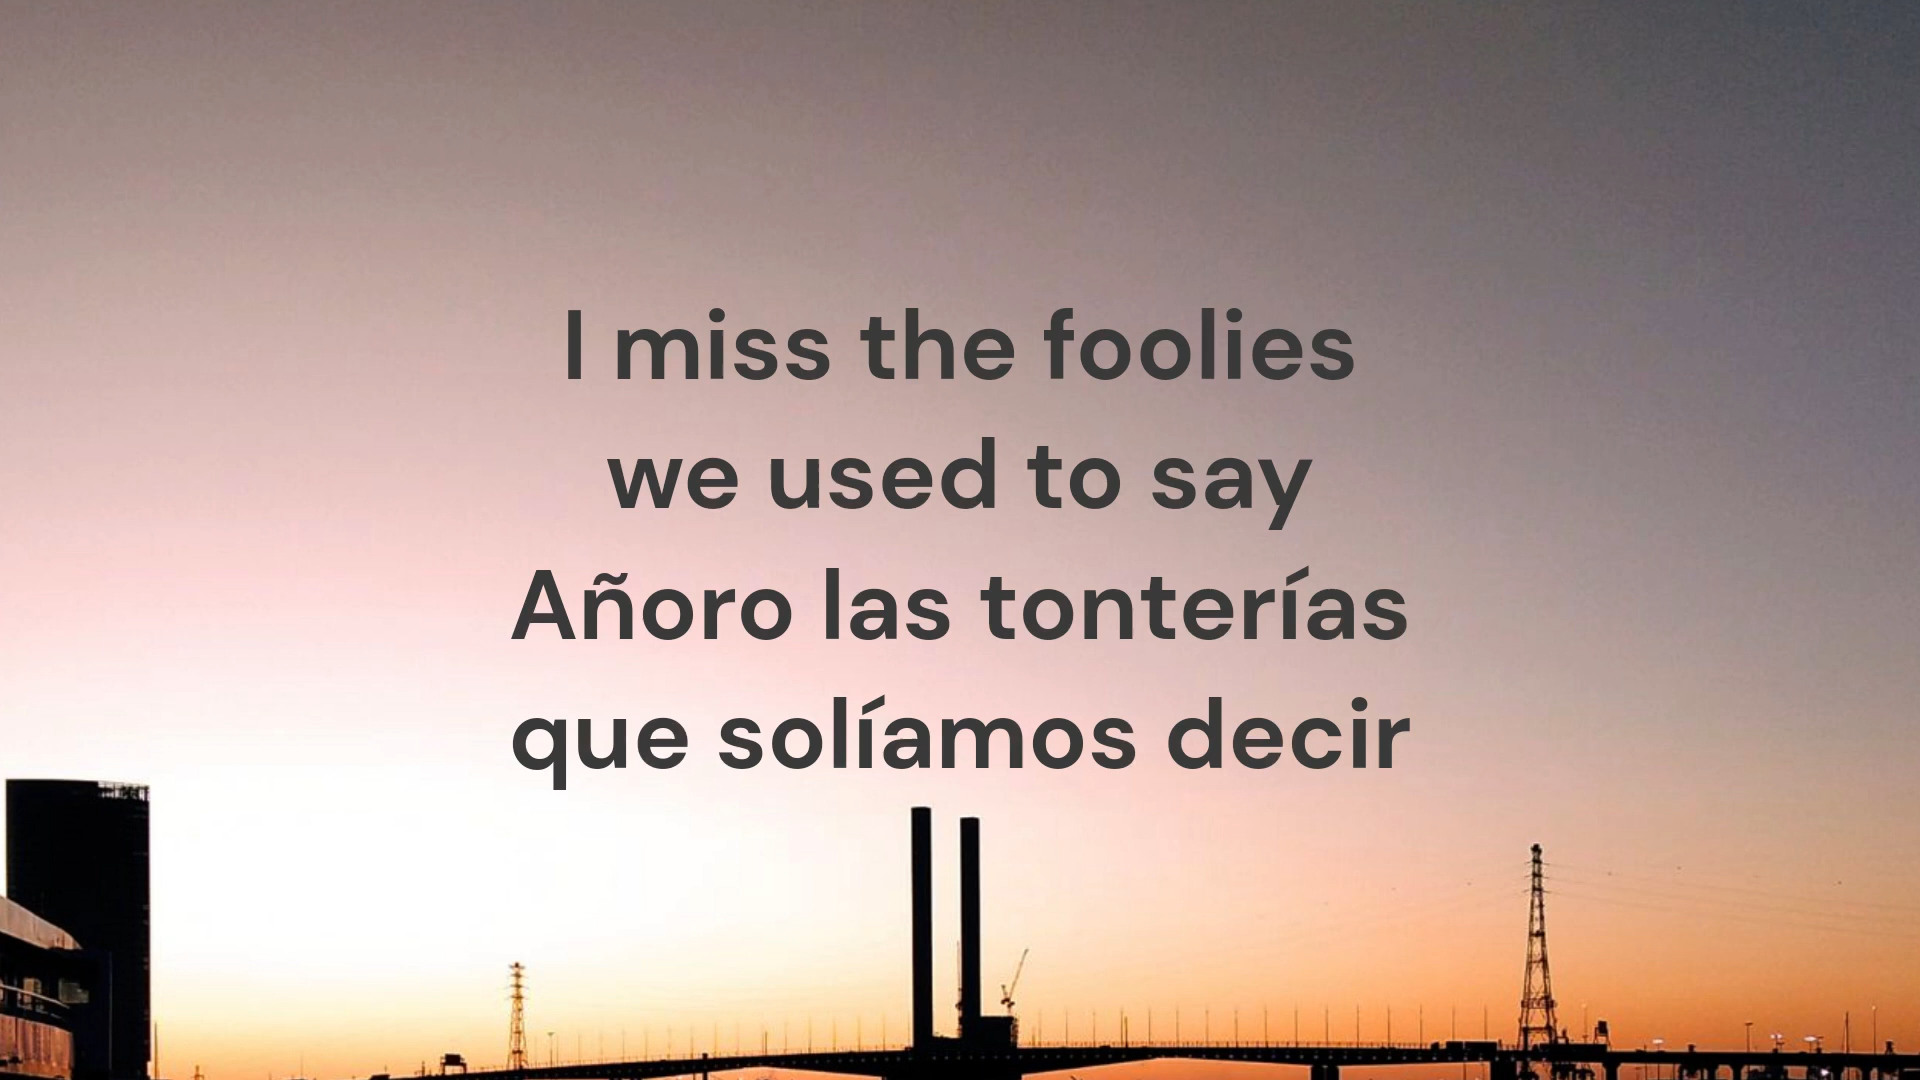 I miss the foolies
we used to say
Añoro las tonterías
que solíamos decir